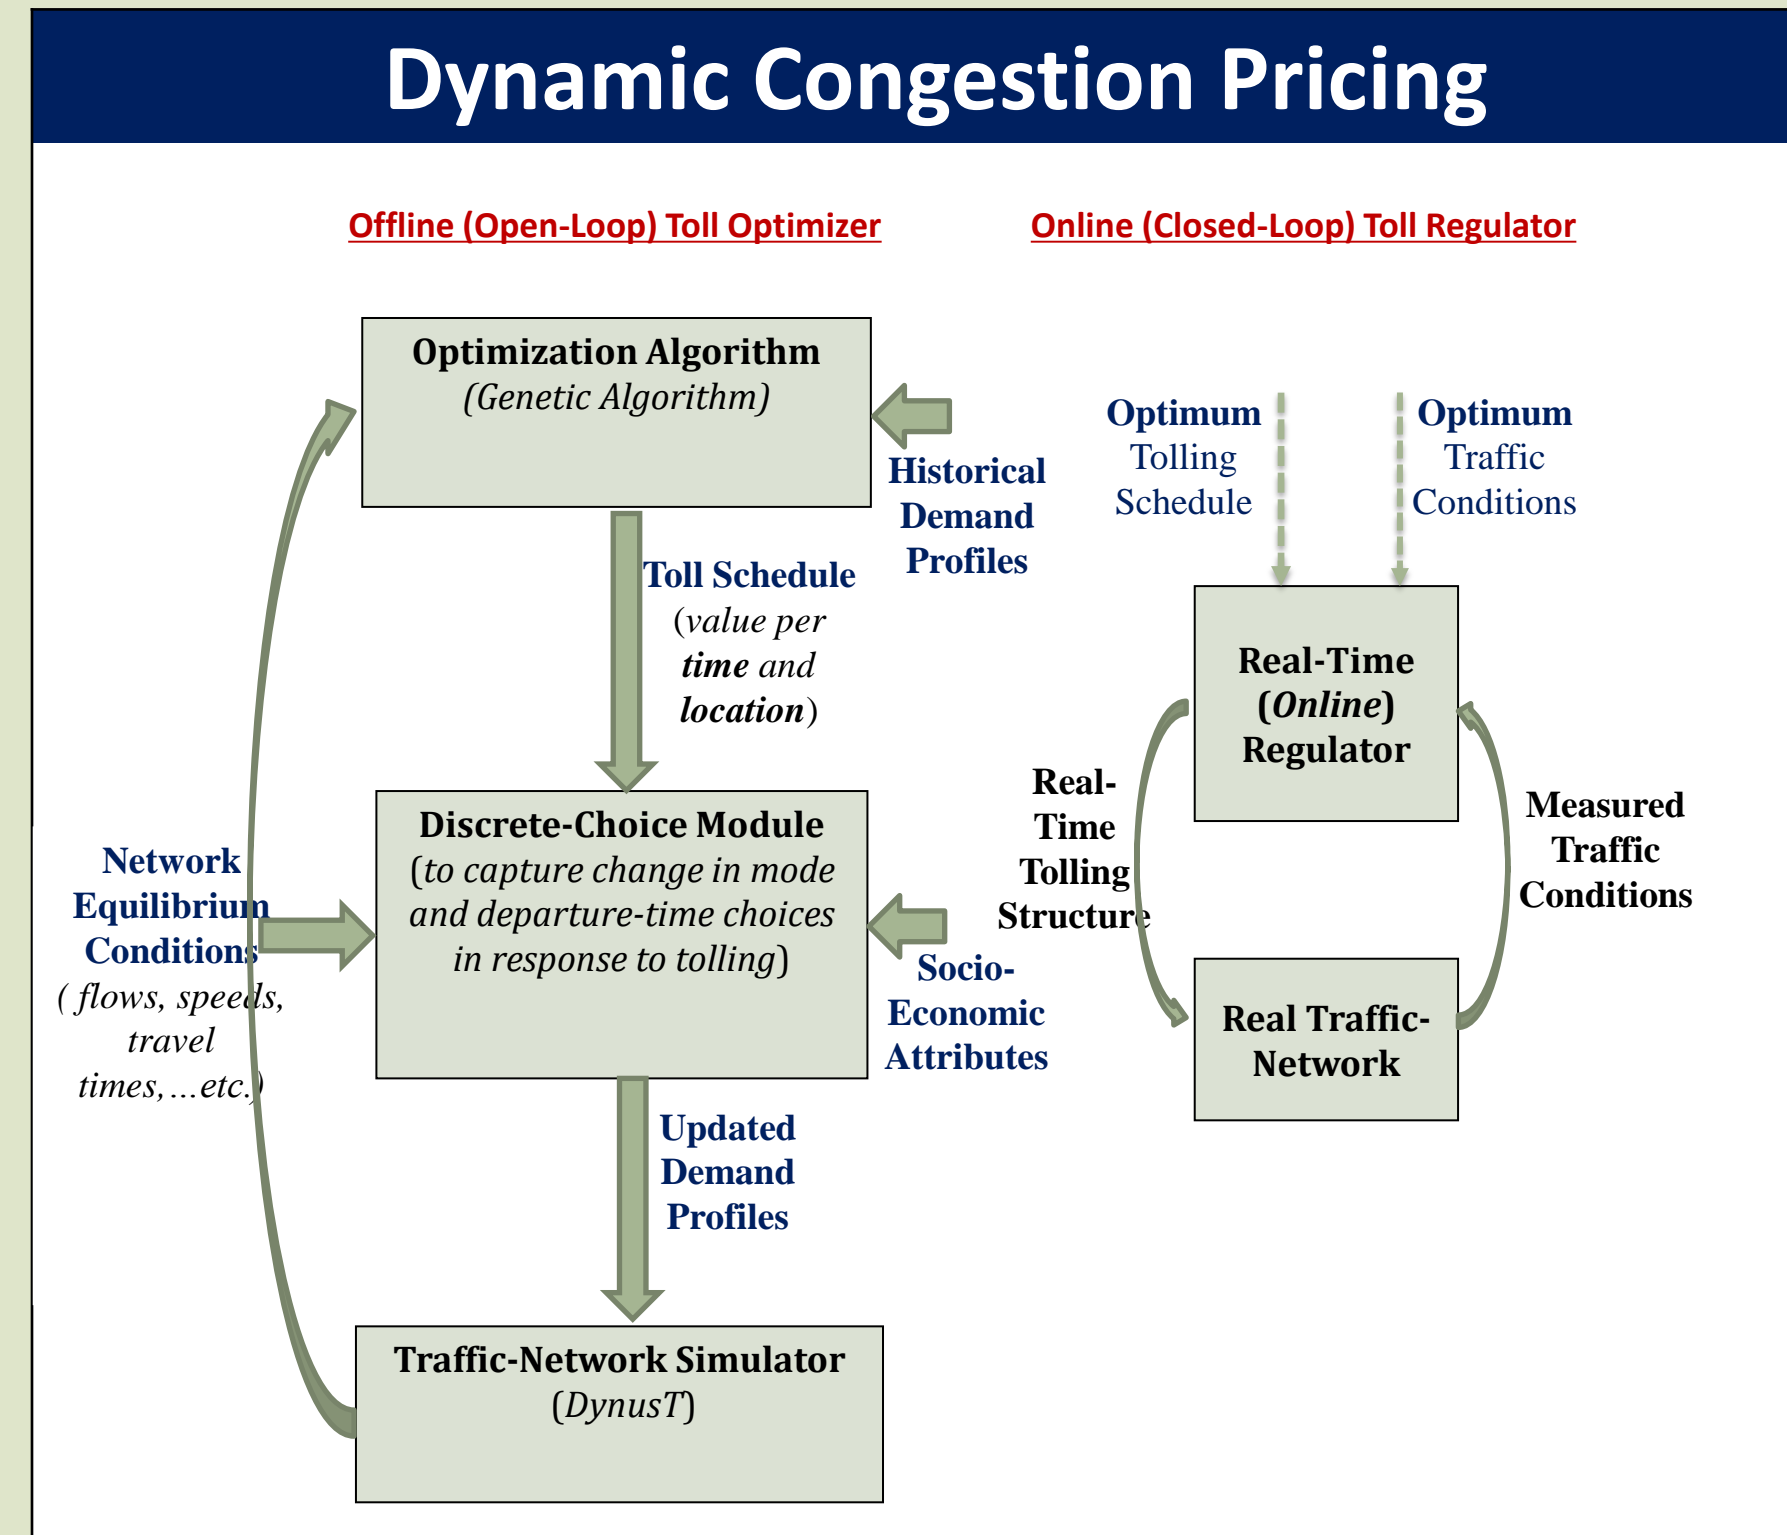 Dynamic Congestion Pricing
Offline (Open-Loop) Toll Optimizer
Online (Closed-Loop) Toll Regulator
Optimization Algorithm
(Genetic Algorithm)
Historical
Demand
Profiles
Toll Schedule
(value per
time and
location)
Discrete-Choice Module
(to capture change in mode
and departure-time choices
in response to tolling)
Network
Equilibrium
Conditions
( flows, speeds,
travel
times,…etc.)
Socio-
Economic
Attributes
Updated
Demand
Profiles
Traffic-Network Simulator
(DynusT)
Optimum
Tolling
Schedule
Optimum
Traffic
Conditions
Real-Time
(Online)
Regulator
Real-
Time
Tolling
Structure
Measured
Traffic
Conditions
Real Traffic-
Network